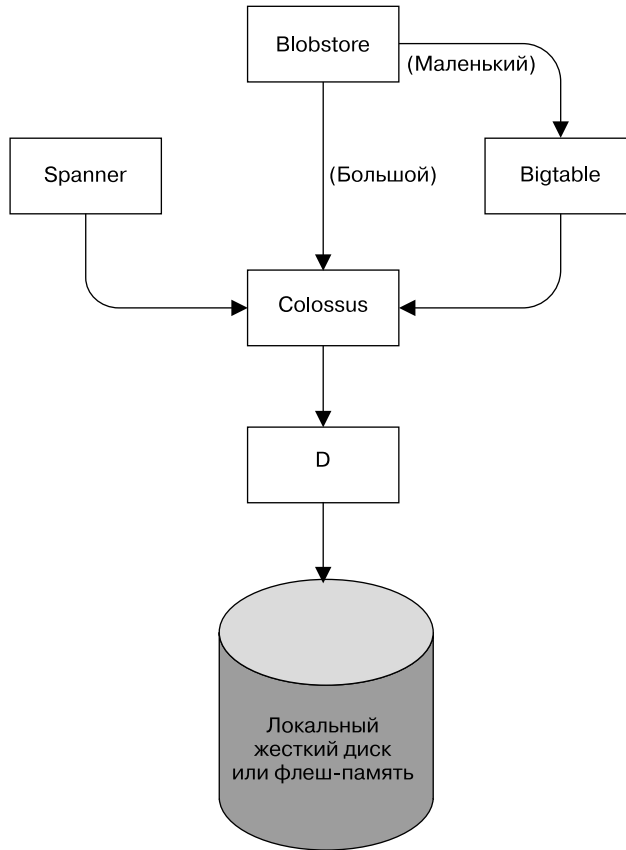 Blobstore
(Маленький)
Spanner
(Большой)
Bigtable
Colossus
D
Локальный
жесткий диск
или флеш-память